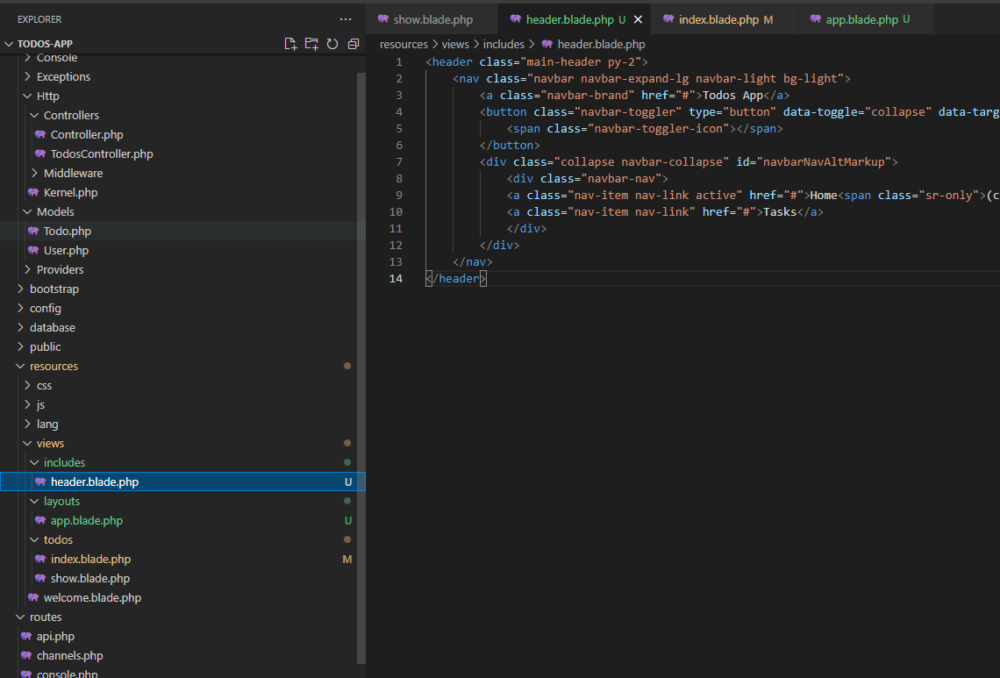 EXPLORER
TODOS-APP
Console
Exceptions
Http
Controllers
Controller.php
TodosController.php
Middleware
Kernel.php
Models
Todo.php
User.php
Providers
bootstrap
config
database
public
resources
css
js
lang
views
includes
header.blade.php U
layouts
app.blade.php U
todos
index.blade.php M
show.blade.php
welcome.blade.php
routes
api.php
channels.php
console.php
show.blade.php header.blade.php U index.blade.php M app.blade.php U
resources > views > includes > header.blade.php
1 <header class="main-header py-2">
2 <nav class="navbar navbar-expand-lg navbar-light bg-light">
3 <a class="navbar-brand" href="#">Todos App</a>
4 <button class="navbar-toggler" type="button" data-toggle="collapse" data-targ
5 <span class="navbar-toggler-icon"></span>
6 </button>
7 <div class="collapse navbar-collapse" id="navbarNavAltMarkup">
8 <div class="navbar-nav">
9 <a class="nav-item nav-link active" href="#">Home<span class="sr-only">(c
10 <a class="nav-item nav-link" href="#">Tasks</a>
11 </div>
12 </div>
13 </nav>
14 </header>